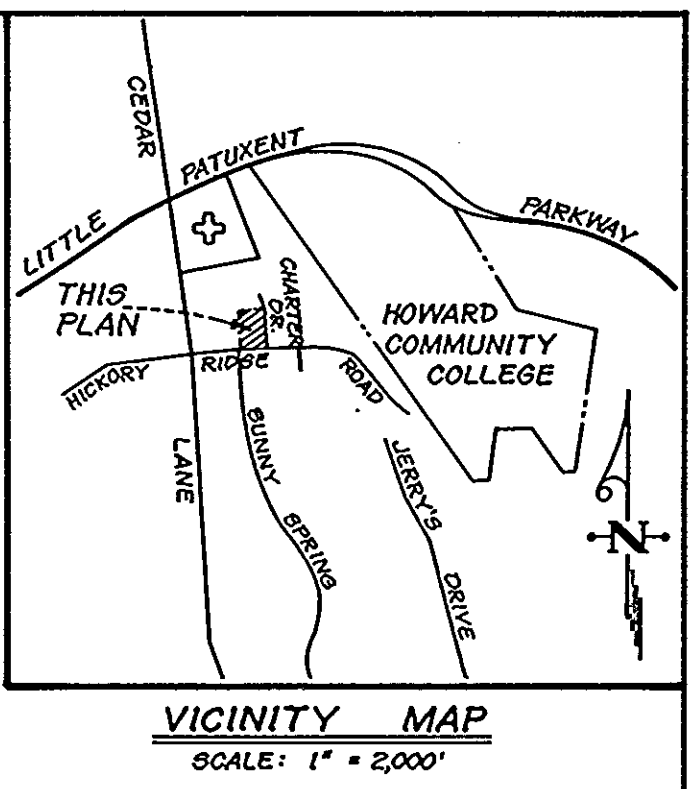 CEDAR
LITTLE PATUXENT PARKWAY
THIS
PLAN
CHARTER
DR.
HOWARD
COMMUNITY
COLLEGE
HICKORY RIDGE ROAD
LANE
BUNNY SPRING
JERRY'S DRIVE
N
VICINITY MAP
SCALE: 1" = 2,000'